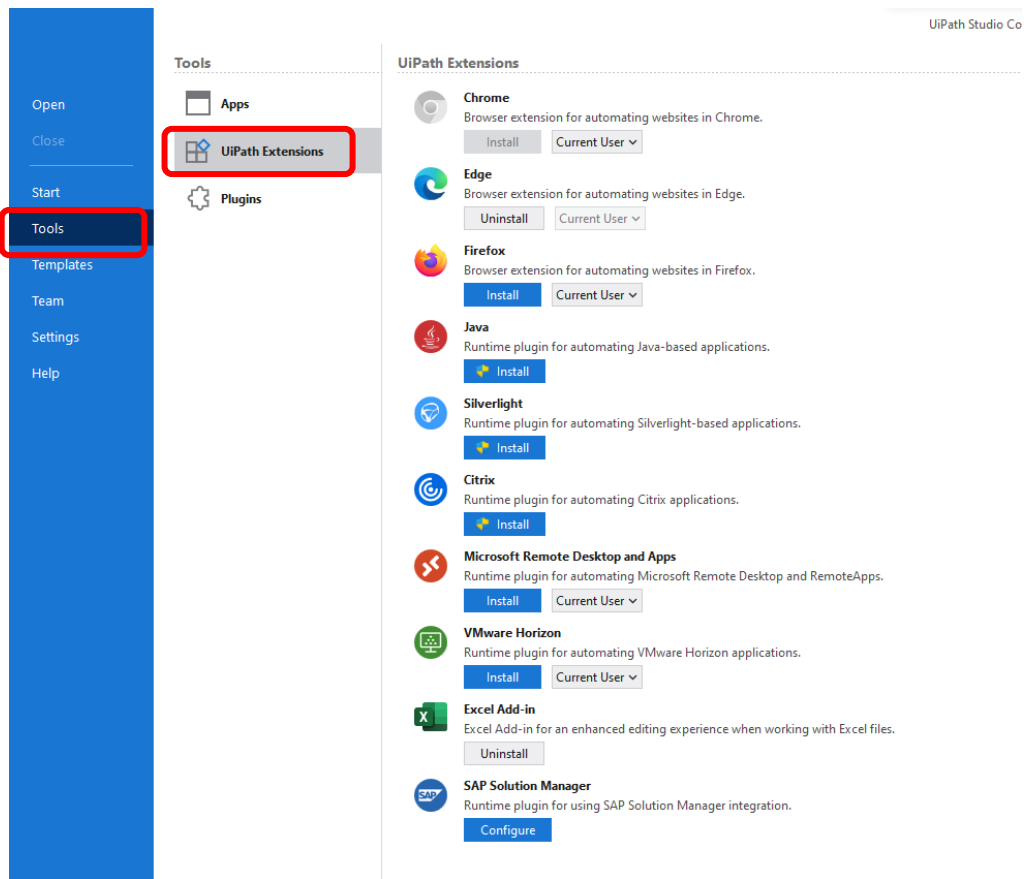 UiPath Studio Co
Open
Close
Start
Tools
Templates
Team
Settings
Help
Tools
Apps
UiPath Extensions
Plugins
UiPath Extensions
Chrome
Browser extension for automating websites in Chrome.
Install Current User
Edge
Browser extension for automating websites in Edge.
Uninstall Current User
Firefox
Browser extension for automating websites in Firefox.
Install Current User
Java
Runtime plugin for automating Java-based applications.
Install
Silverlight
Runtime plugin for automating Silverlight-based applications.
Install
Citrix
Runtime plugin for automating Citrix applications.
Install
Microsoft Remote Desktop and Apps
Runtime plugin for automating Microsoft Remote Desktop and RemoteApps.
Install Current User
VMware Horizon
Runtime plugin for automating VMware Horizon applications.
Install Current User
X
Excel Add-in
Excel Add-in for an enhanced editing experience when working with Excel files.
Uninstall
SAP
SAP Solution Manager
Runtime plugin for using SAP Solution Manager integration.
Configure